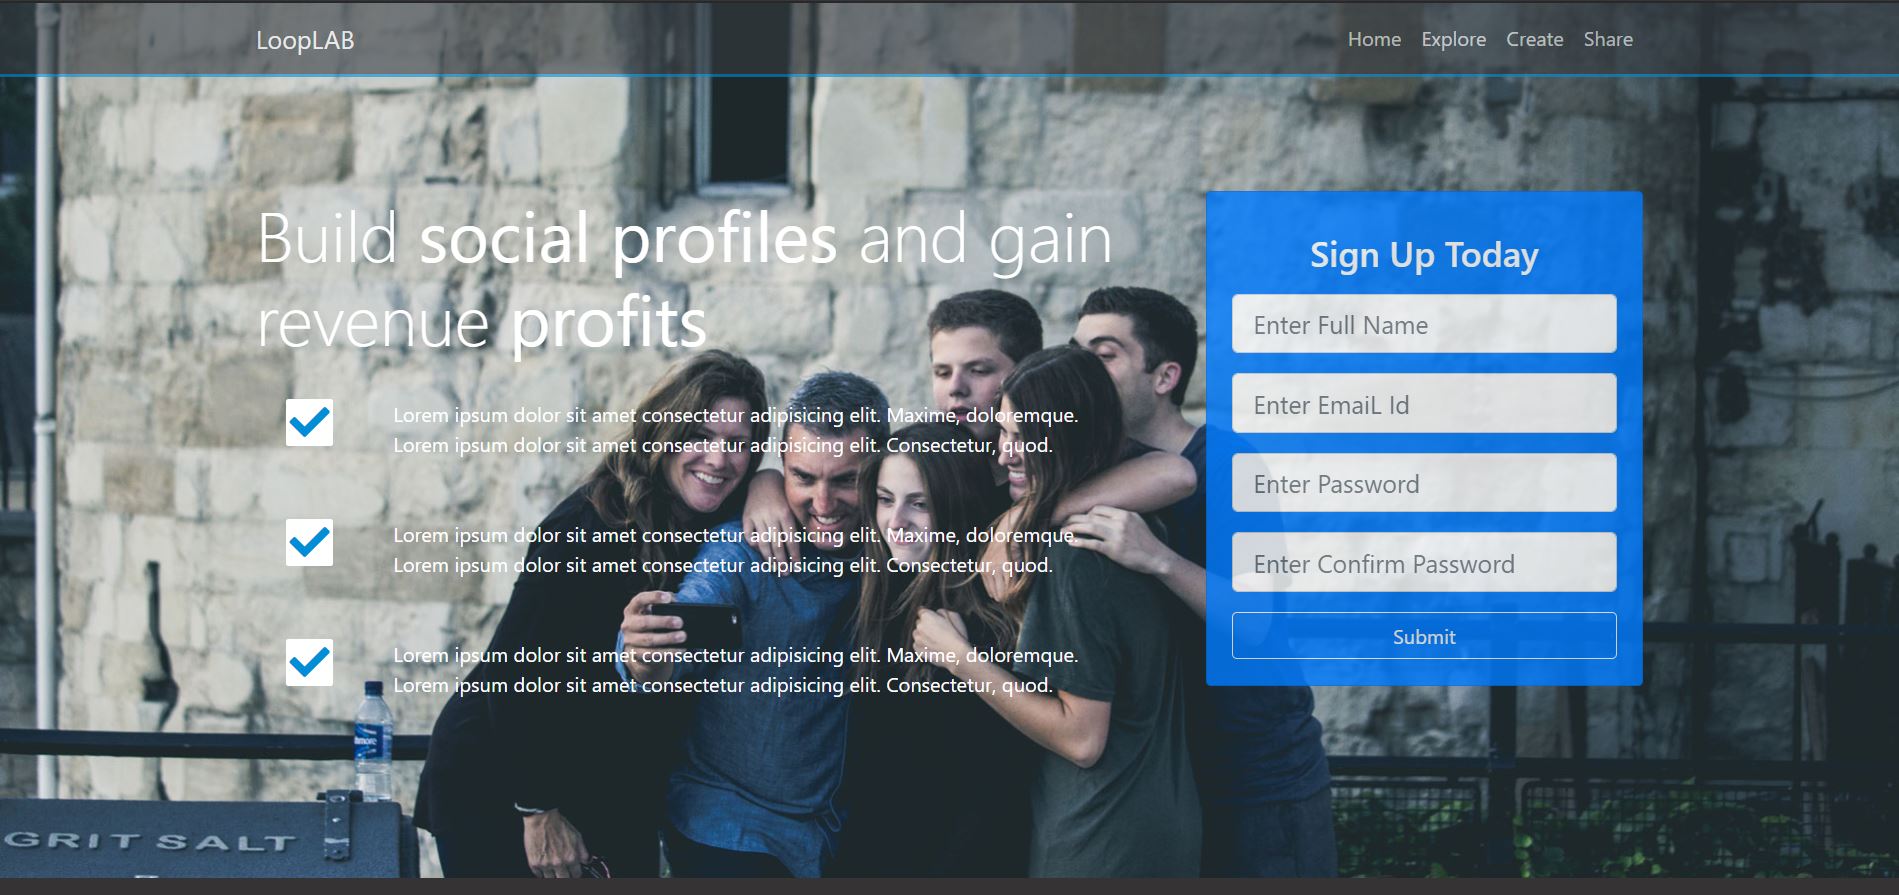 LoopLAB
Home Explore Create Share
Build social profiles and gain
revenue profits
Lorem ipsum dolor sit amet consectetur adipisicing elit. Maxime, doloremque.
Lorem ipsum dolor sit amet consectetur adipisicing elit. Consectetur, quod.
Lorem ipsum dolor sit amet consectetur adipisicing elit. Maxime, doloremque.
Lorem ipsum dolor sit amet consectetur adipisicing elit. Consectetur, quod.
Lorem ipsum dolor sit amet consectetur adipisicing elit. Maxime, doloremque.
Lorem ipsum dolor sit amet consectetur adipisicing elit. Consectetur, quod.
Sign Up Today
Enter Full Name
Enter EmaiL Id
Enter Password
Enter Confirm Password
Submit
GRIT SALT